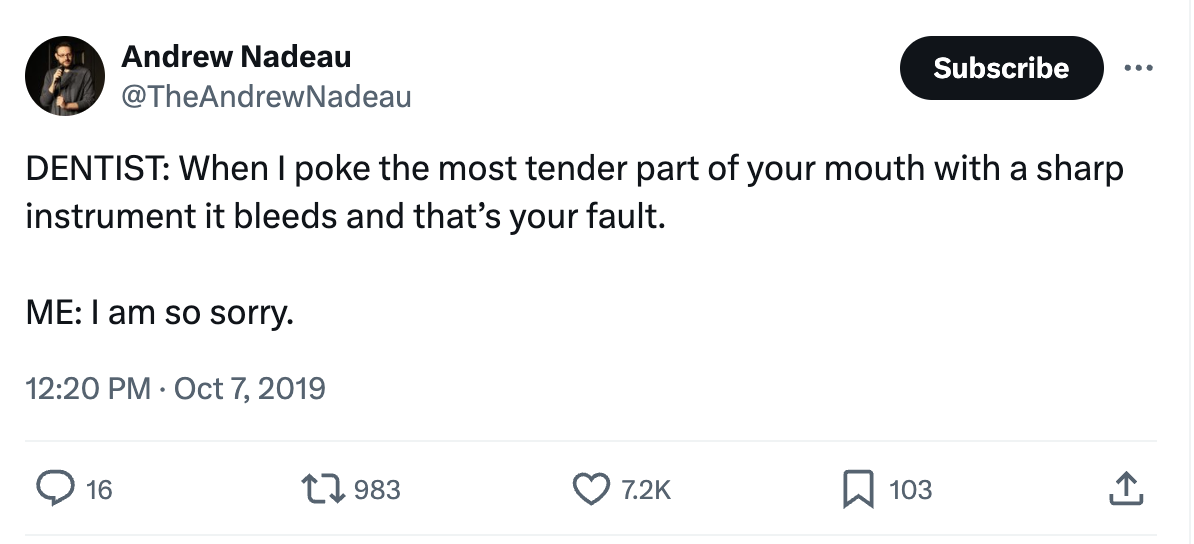 Andrew Nadeau
@TheAndrewNadeau
Subscribe
DENTIST: When I poke the most tender part of your mouth with a sharp
instrument it bleeds and that’s your fault.
ME: I am so sorry.
12:20 PM · Oct 7, 2019
16 983 7.2K 103